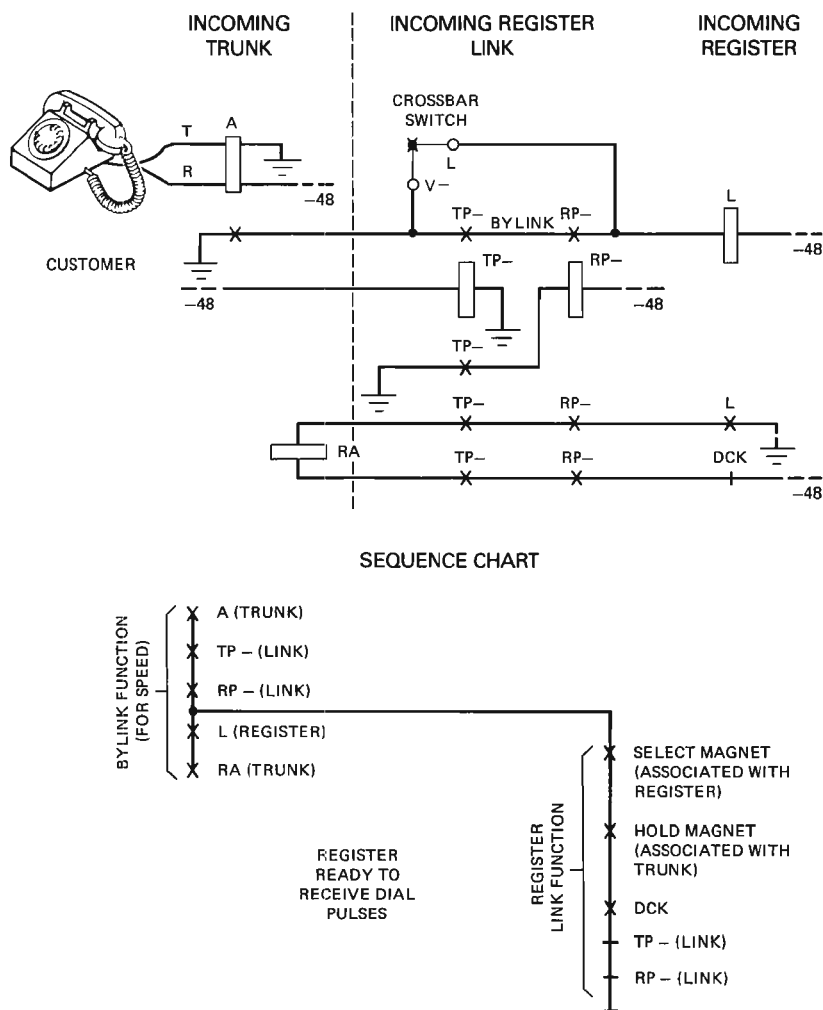 INCOMING
TRUNK
INCOMING REGISTER
LINK
INCOMING
REGISTER
CROSSBAR
SWITCH
T
A
R
L
-48
V-
TP-
BYLINK
RP-
L
CUSTOMER
-48
TP-
RP-
-48
-48
TP-
TP-
RP-
L
RA
TP-
RP-
DCK
-48
SEQUENCE CHART
BYLINK FUNCTION
(FOR SPEED)
A (TRUNK)
TP - (LINK)
RP - (LINK)
L (REGISTER)
RA (TRUNK)
REGISTER
READY TO
RECEIVE DIAL
PULSES
REGISTER
LINK FUNCTION
SELECT MAGNET
(ASSOCIATED WITH
REGISTER)
HOLD MAGNET
(ASSOCIATED WITH
TRUNK)
DCK
TP - (LINK)
RP - (LINK)